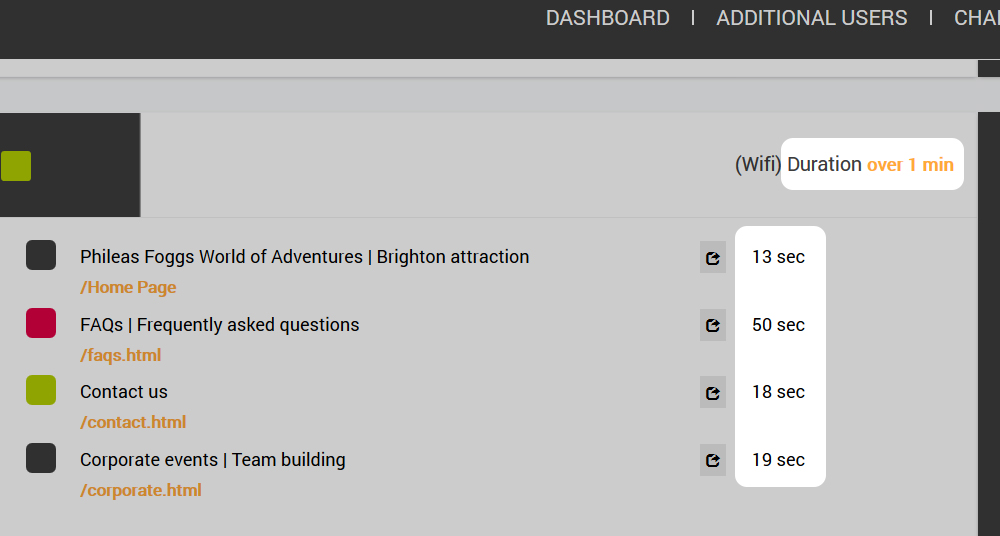 DASHBOARD | ADDITIONAL USERS |
(Wifi) Duration over 1 min
Phileas Foggs World of Adventures | Brighton attraction 13 sec
/Home Page
FAQs | Frequently asked questions 50 sec
/faqs.html
Contact us 18 sec
/contact.html
Corporate events | Team building 19 sec
/corporate.html